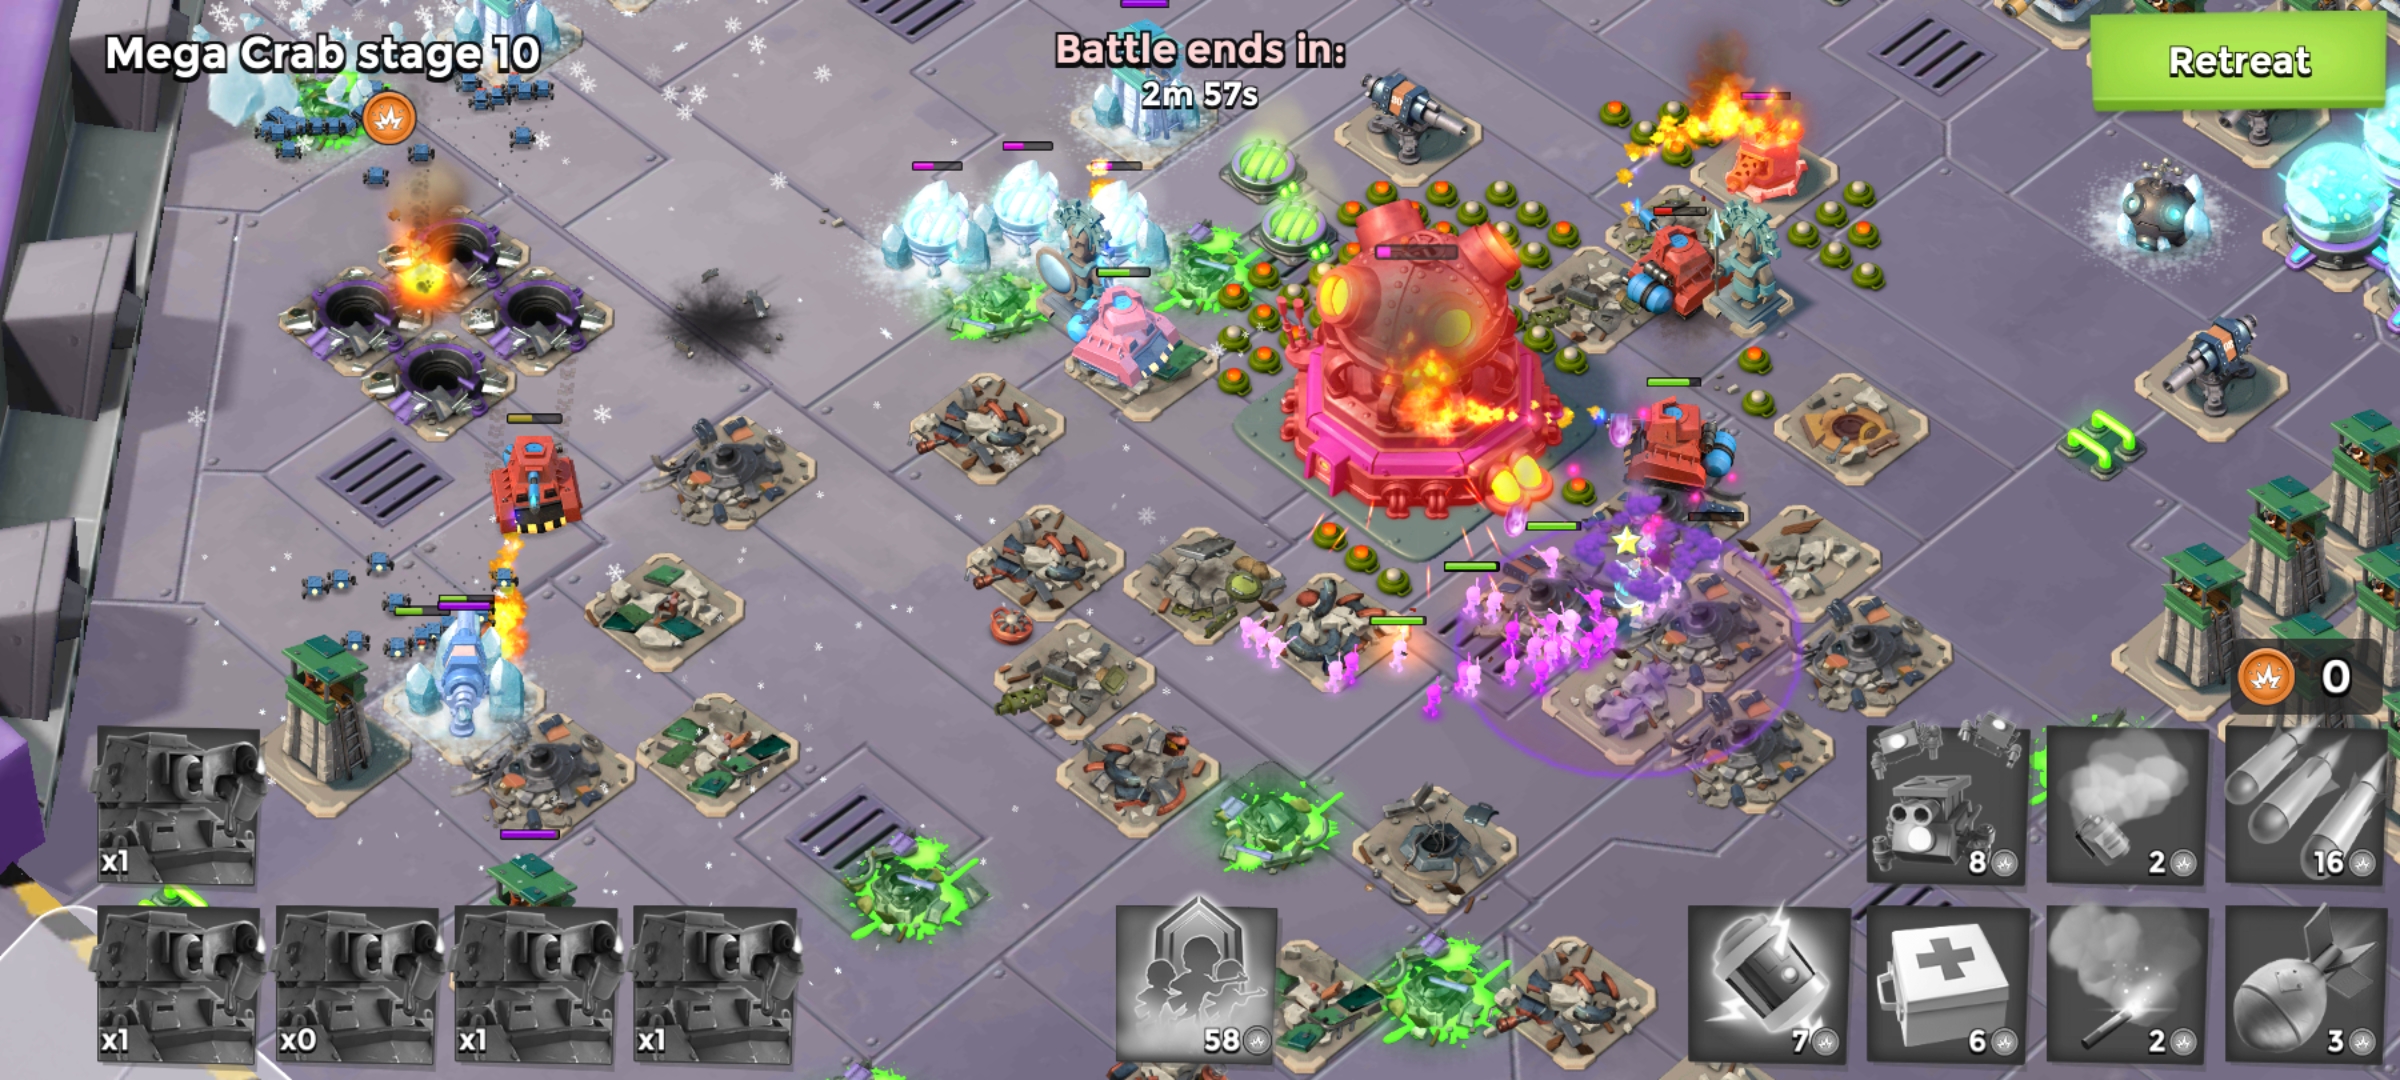 Mega Crab stage 10
Battle ends in:
2m 57s
Retreat
0
x1
8
2
16
x1
x0
x1
x1
58
7
6
2
3